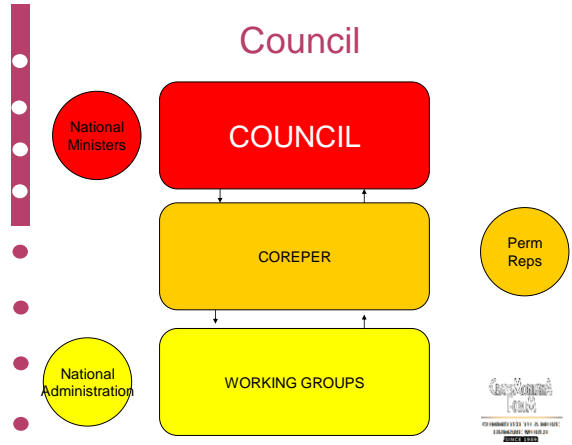 Council
National
Ministers
COUNCIL
COREPER
Perm
Reps
National
Administration
WORKING GROUPS
SINCE 1989